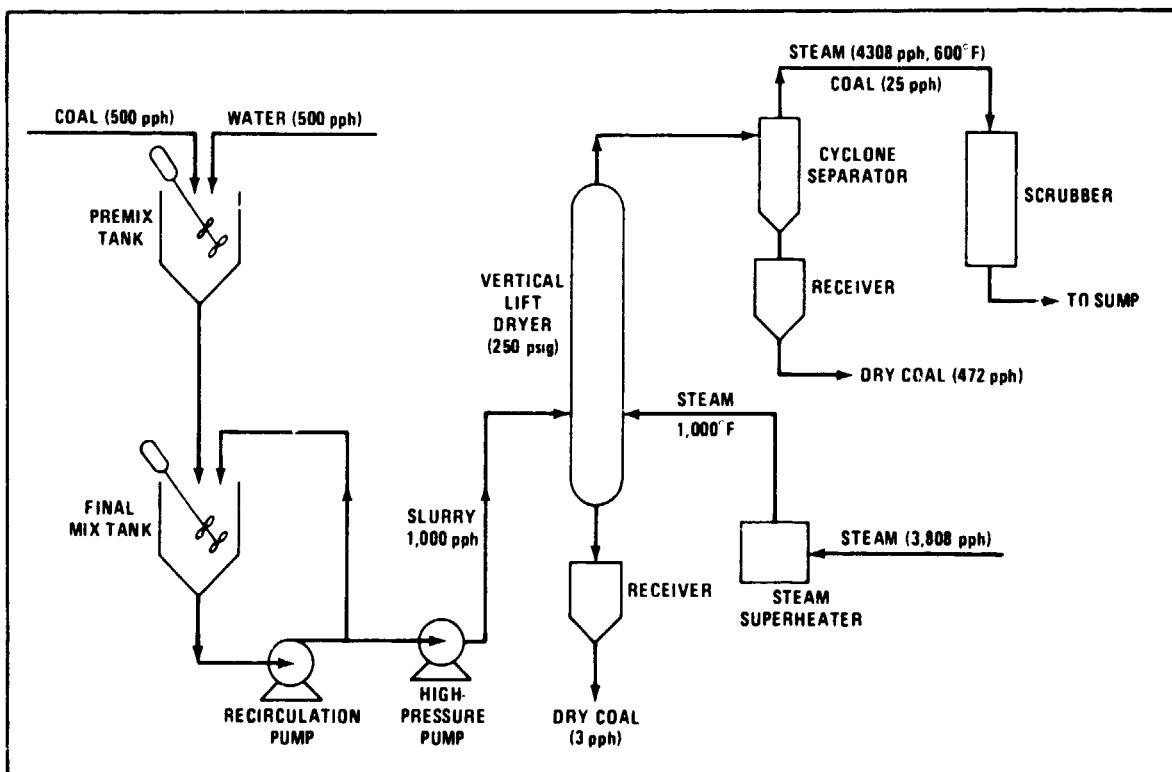 STEAM (4308 pph, 600°F)
COAL (25 pph)
COAL (500 pph)
WATER (500 pph)
PREMIX
TANK
CYCLONE
SEPARATOR
SCRUBBER
VERTICAL
LIFT
DRYER
(250 psig)
RECEIVER
TO SUMP
DRY COAL (472 pph)
STEAM
1,000°F
FINAL
MIX TANK
SLURRY
1,000 pph
STEAM (3,808 pph)
RECEIVER
STEAM
SUPERHEATER
RECIRCULATION
PUMP
HIGH-
PRESSURE
PUMP
DRY COAL
(3 pph)